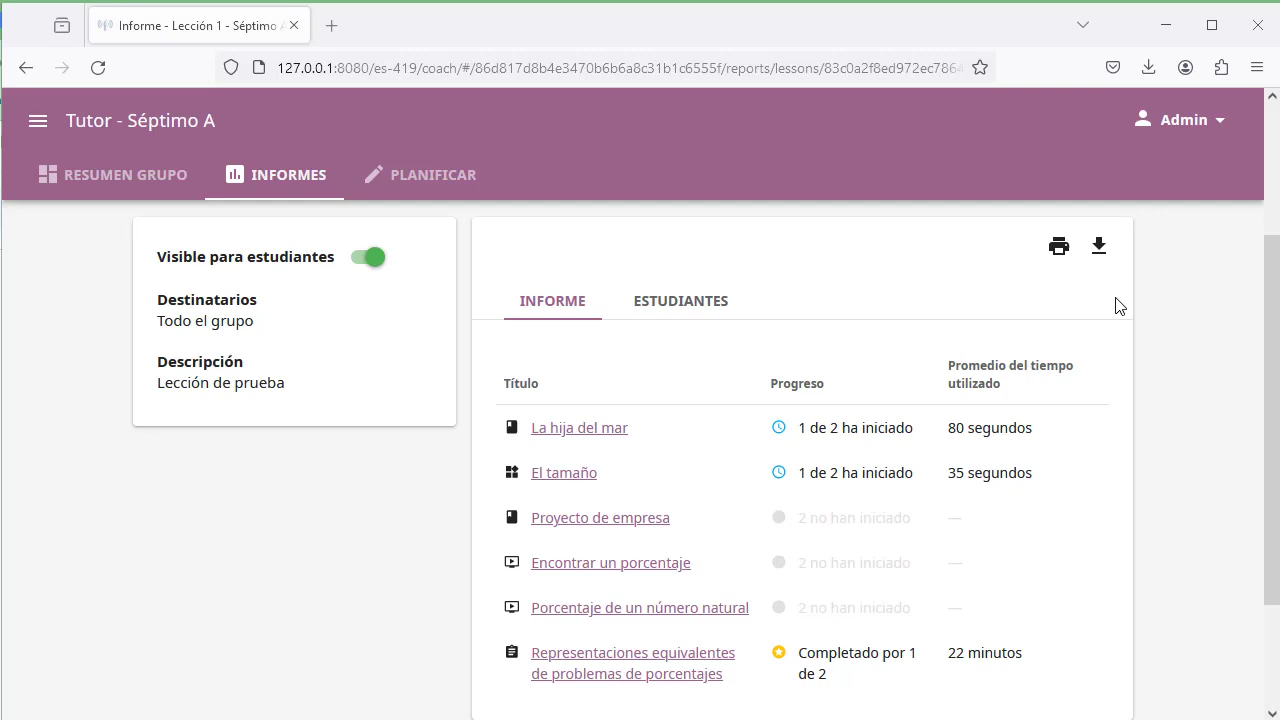 Informe - Lección 1 - Séptimo
127.0.0.1:8080/es-419/coach/#/86d817d8b4e3470b6b6a8c31b1c6555f/reports/lessons/83c0a2f8ed972ec786
Tutor - Séptimo A
Admin
RESUMEN GRUPO
INFORMES
PLANIFICAR
Visible para estudiantes
Destinatarios
Todo el grupo
Descripción
Lección de prueba
INFORME
ESTUDIANTES
Título
Progreso
Promedio del tiempo
utilizado
La hija del mar
1 de 2 ha iniciado
80 segundos
El tamaño
1 de 2 ha iniciado
35 segundos
Proyecto de empresa
2 no han iniciado
—
Encontrar un porcentaje
2 no han iniciado
—
Porcentaje de un número natural
2 no han iniciado
—
Representaciones equivalentes
de problemas de porcentajes
Completado por 1
de 2
22 minutos